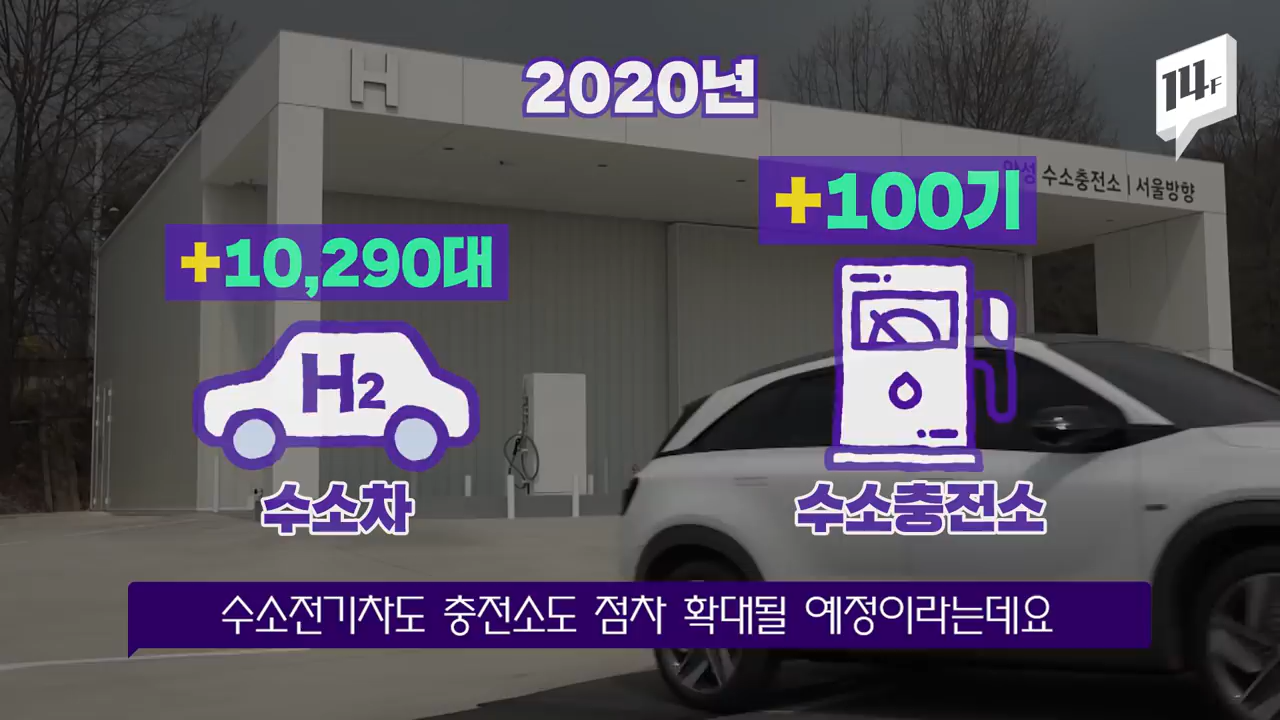 2020년
14F
H
안성 수소충전소 | 서울방향
+100기
+10,290대
H2
수소차
수소충전소
수소전기차도 충전소도 점차 확대될 예정이라는데요